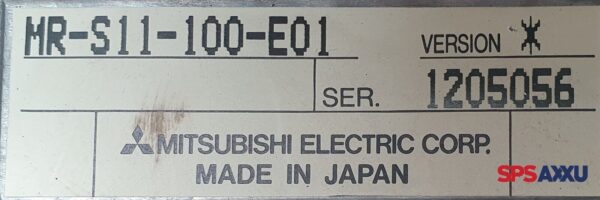 MR-S11-100-E01
VERSION *
SER. 1205056
MITSUBISHI ELECTRIC CORP.
MADE IN JAPAN
SPSAXXU